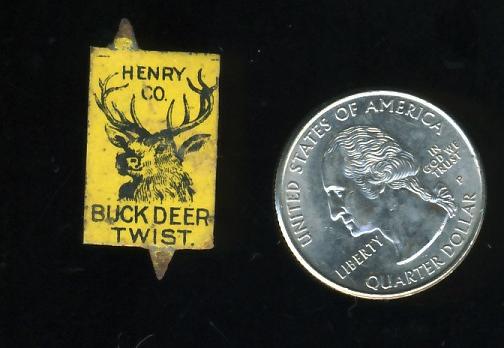 HENRY
CO.
BUCK DEER
TWIST.
UNITED STATES OF AMERICA
IN
GOD WE
TRUST
P
LIBERTY
QUARTER DOLLAR